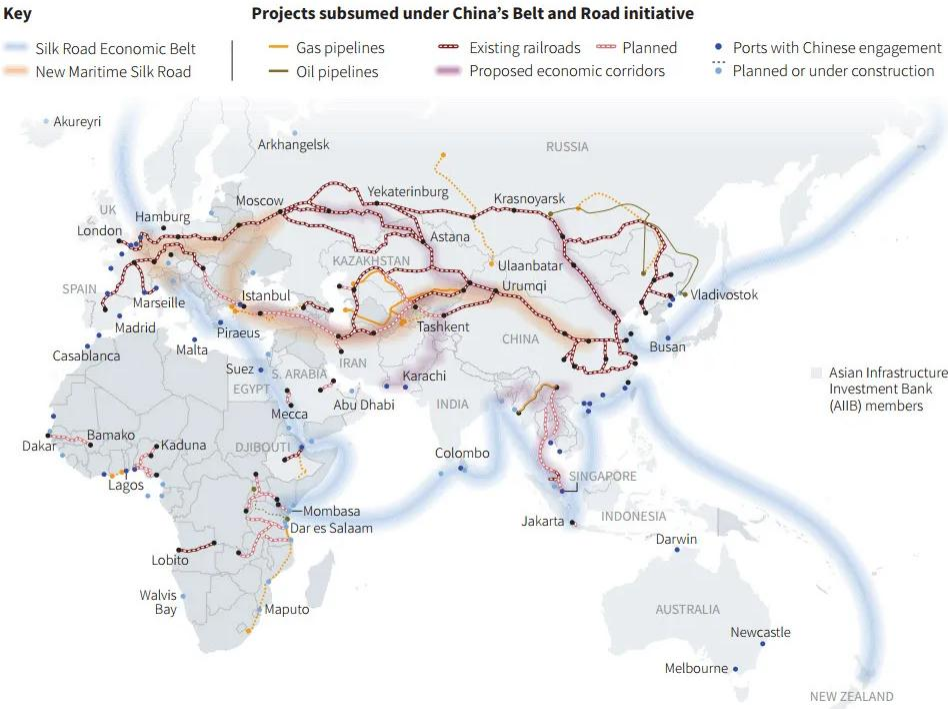 Key
Projects subsumed under China's Belt and Road initiative
Silk Road Economic Belt
New Maritime Silk Road
Gas pipelines
Oil pipelines
Existing railroads
Planned
Proposed economic corridors
Ports with Chinese engagement
Planned or under construction
Akureyri
Arkhangelsk
RUSSIA
Yekaterinburg
Krasnoyarsk
Moscow
UK
Hamburg
London
Astana
KAZAKHSTAN
Ulaanbatar
Urumqi
SPAIN
Marseille
Istanbul
Vladivostok
Madrid
Piraeus
Tashkent
CHINA
Busan
Casablanca
Malta
Suez
IRAN
S. ARABIA
EGYPT
Karachi
Asian Infrastructure
Investment Bank
(AIIB) members
Abu Dhabi
INDIA
Mecca
Dakar
Bamako
Kaduna
DJIBOUTI
Colombo
Lagos
SINGAPORE
Mombasa
Dar es Salaam
Jakarta
INDONESIA
Darwin
Lobito
Walvis
Bay
Maputo
AUSTRALIA
Newcastle
Melbourne
NEW ZEALAND